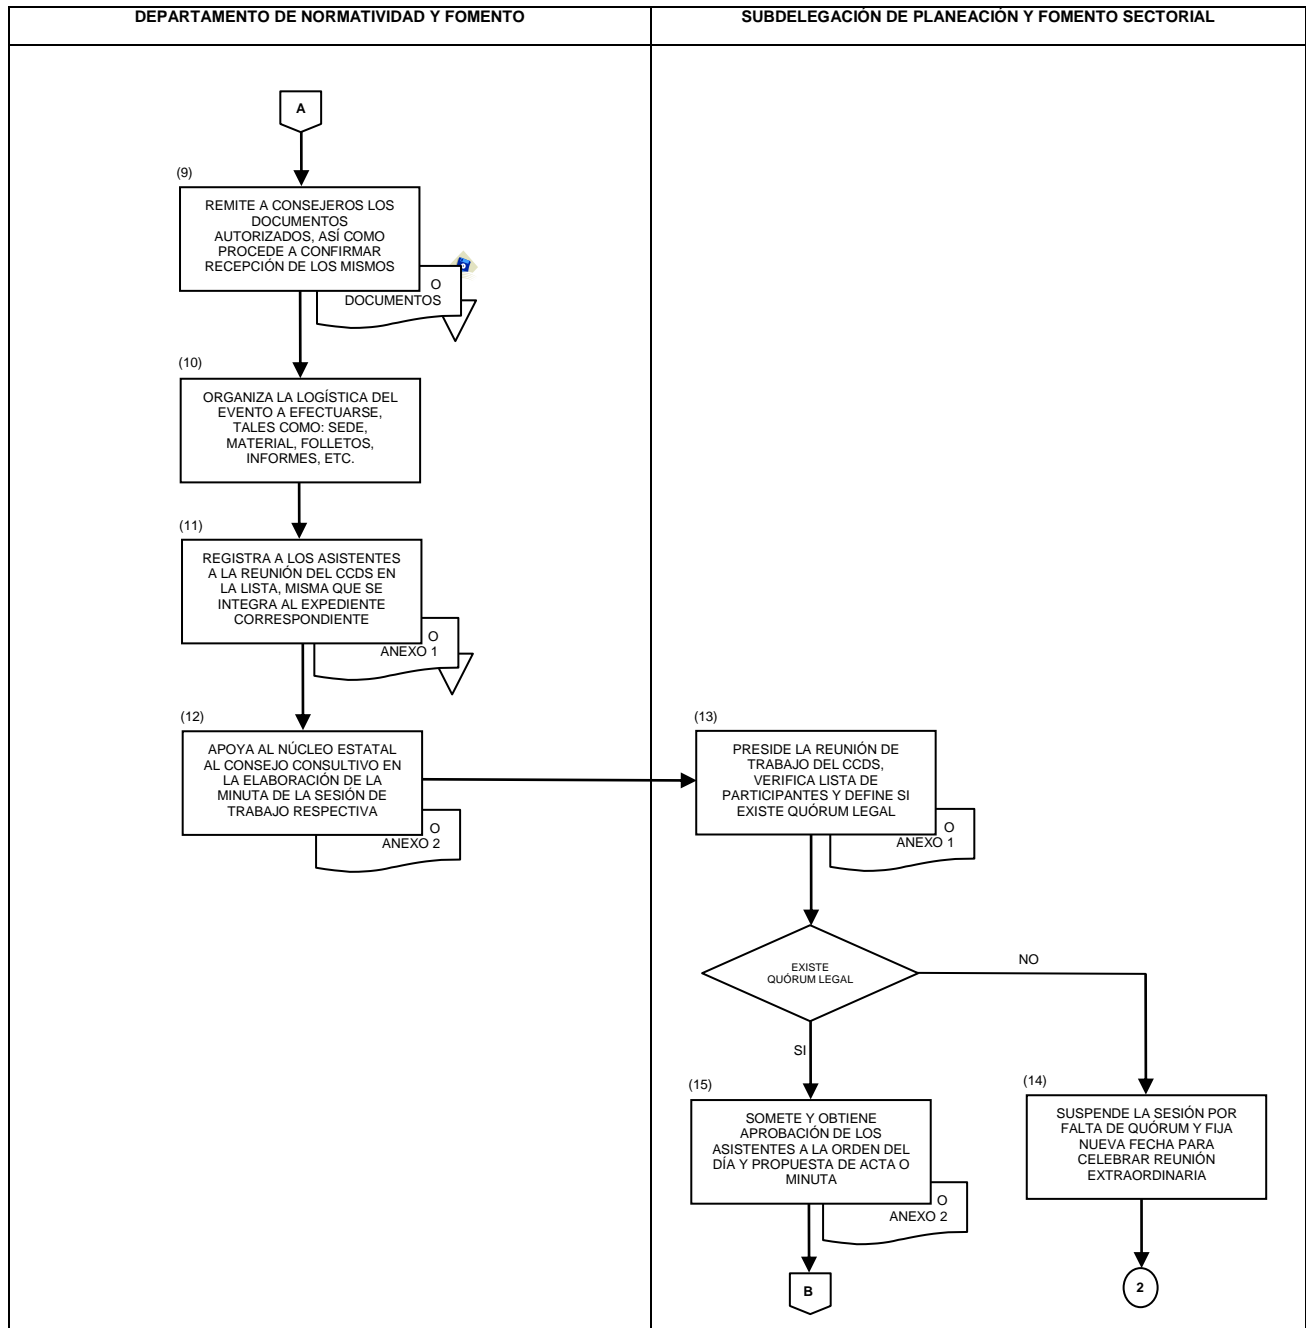 DEPARTAMENTO DE NORMATIVIDAD Y FOMENTO
SUBDELEGACIÓN DE PLANEACIÓN Y FOMENTO SECTORIAL
A
(9)
REMITE A CONSEJEROS LOS
DOCUMENTOS
AUTORIZADOS, ASÍ COMO
PROCEDE A CONFIRMAR
RECEPCIÓN DE LOS MISMOS
O
DOCUMENTOS
(10)
ORGANIZA LA LOGÍSTICA DEL
EVENTO A EFECTUARSE,
TALES COMO: SEDE,
MATERIAL, FOLLETOS,
INFORMES, ETC.
(11)
REGISTRA A LOS ASISTENTES
A LA REUNIÓN DEL CCDS EN
LA LISTA, MISMA QUE SE
INTEGRA AL EXPEDIENTE
CORRESPONDIENTE
O
ANEXO 1
(12)
APOYA AL NÚCLEO ESTATAL
AL CONSEJO CONSULTIVO EN
LA ELABORACIÓN DE LA
MINUTA DE LA SESIÓN DE
TRABAJO RESPECTIVA
O
ANEXO 2
(13)
PRESIDE LA REUNIÓN DE
TRABAJO DEL CCDS,
VERIFICA LISTA DE
PARTICIPANTES Y DEFINE SI
EXISTE QUÓRUM LEGAL
O
ANEXO 1
EXISTE
QUÓRUM LEGAL
NO
SI
(15)
SOMETE Y OBTIENE
APROBACIÓN DE LOS
ASISTENTES A LA ORDEN DEL
DÍA Y PROPUESTA DE ACTA O
MINUTA
O
ANEXO 2
B
(14)
SUSPENDE LA SESIÓN POR
FALTA DE QUÓRUM Y FIJA
NUEVA FECHA PARA
CELEBRAR REUNIÓN
EXTRAORDINARIA
2